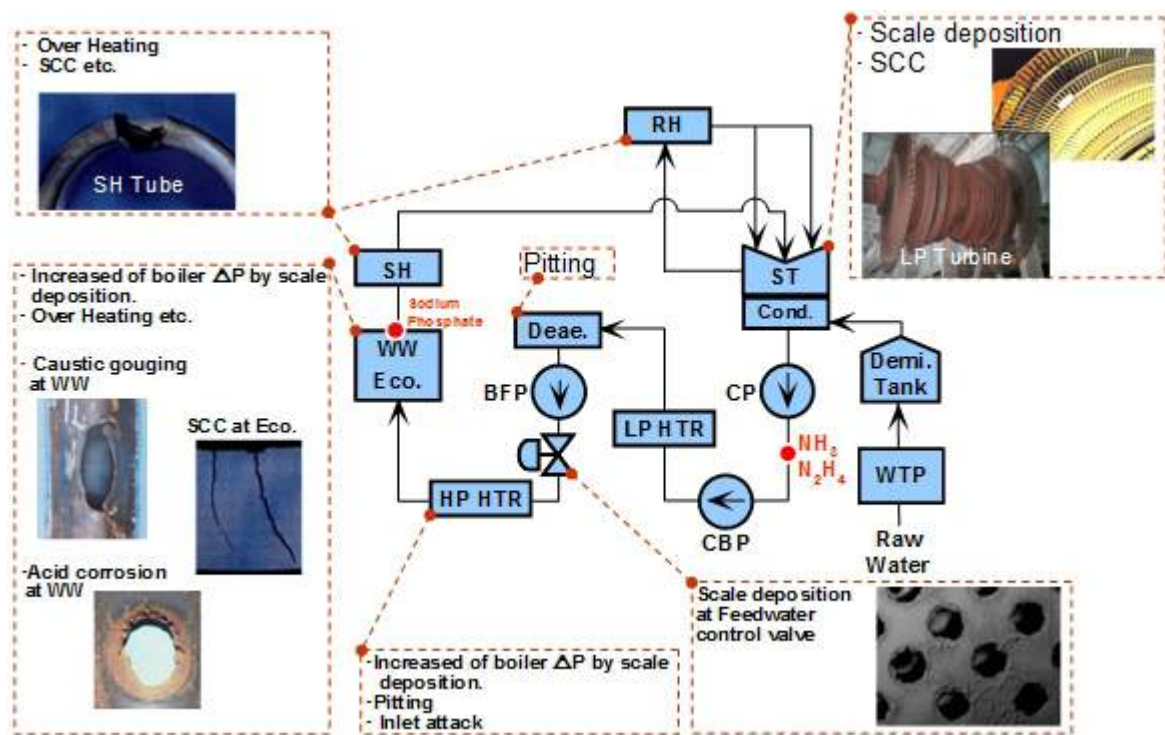 - Over Heating
- SCC etc.
SH Tube
- Scale deposition
- SCC
LP Turbine
RH
SH
Sodium
Phosphate
WW
Eco.
Pitting
Deae.
BFP
HP HTR
LP HTR
CBP
ST
Cond.
CP
NH₃
N₂H₄
Demi.
Tank
WTP
Raw
Water
- Increased of boiler ΔP by scale
deposition.
- Over Heating etc.
- Caustic gouging
at WW
SCC at Eco.
-Acid corrosion
at WW
-Increased of boiler ΔP by scale
deposition.
-Pitting
- Inlet attack
Scale deposition
at Feedwater
control valve